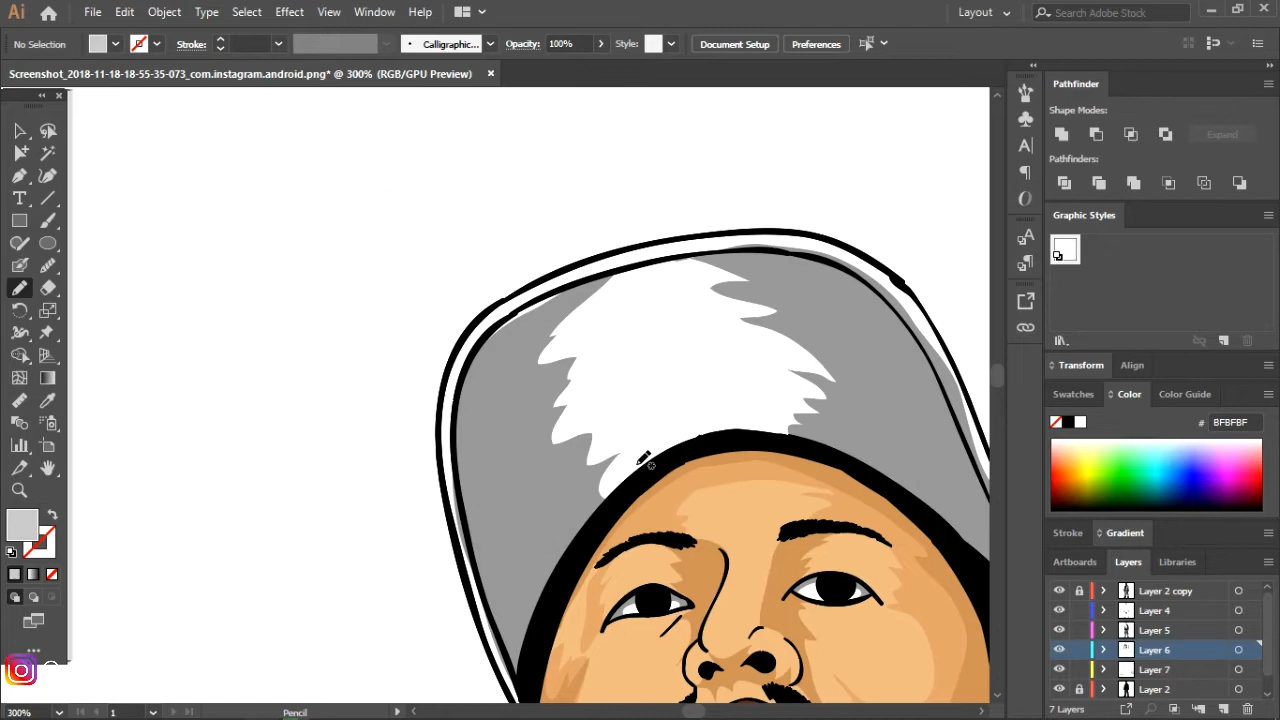 Ai File Edit Object Type Select Effect View Window Help Layout Search Adobe Stock
No Selection Stroke: Calligraphic... Opacity: 100% Style: Document Setup Preferences
Screenshot_2018-11-18-18-55-35-073_com.instagram.android.png* @ 300% (RGB/GPU Preview)
Pathfinder
Shape Modes:
Expand
Pathfinders:
Graphic Styles
Transform Align
Swatches Color Color Guide
# BFBFBF
Stroke Gradient
Artboards Layers Libraries
Layer 2 copy
Layer 4
Layer 5
Layer 6
Layer 7
Layer 2
300% 1 Pencil 7 Layers